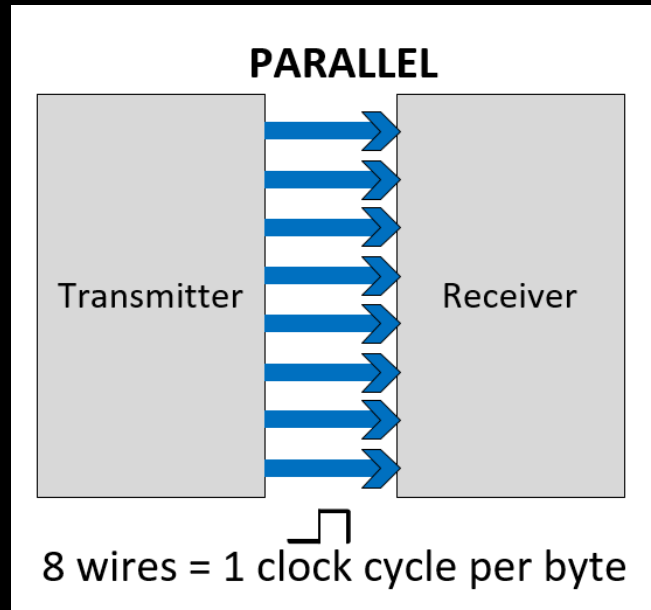 PARALLEL
Transmitter
Receiver
8 wires = 1 clock cycle per byte